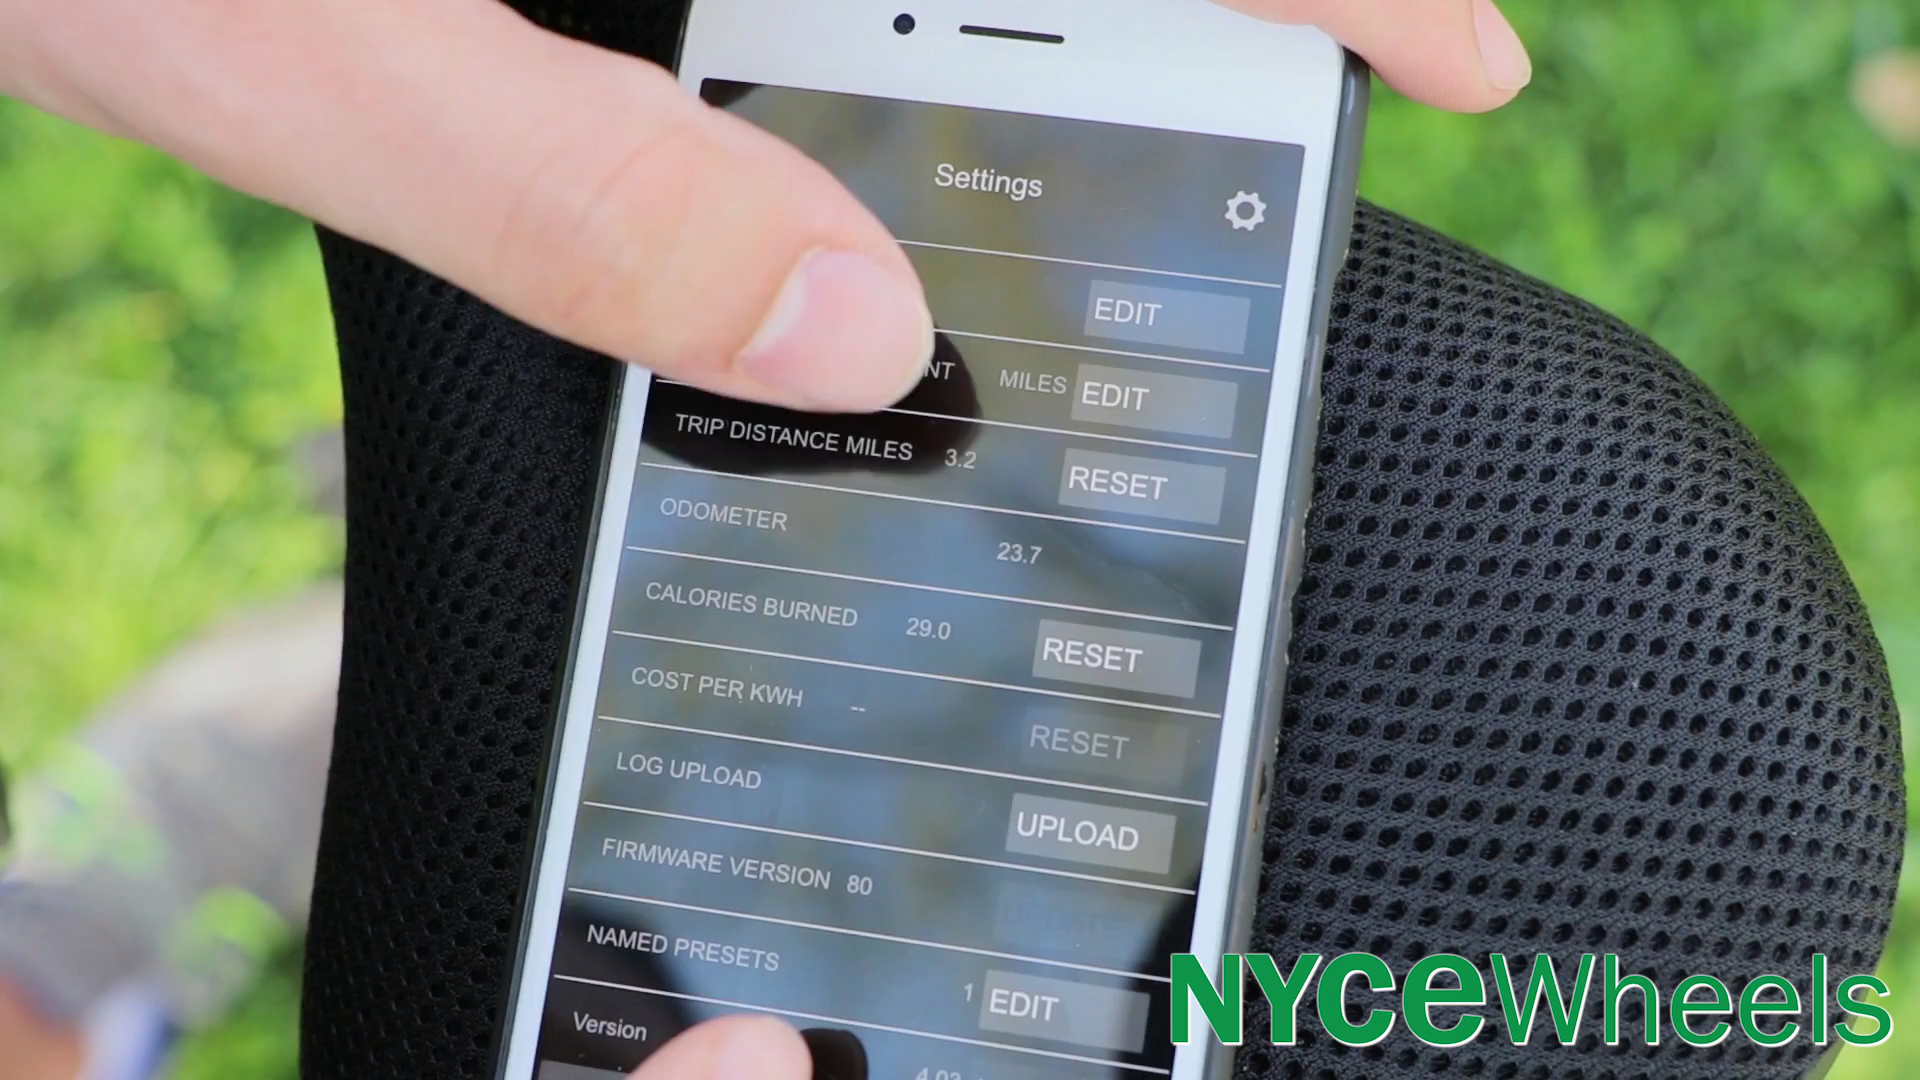 Settings
EDIT
NT MILES EDIT
TRIP DISTANCE MILES 3.2 RESET
ODOMETER 23.7
CALORIES BURNED 29.0 RESET
COST PER KWH -- RESET
LOG UPLOAD UPLOAD
FIRMWARE VERSION 80 UPDATE
NAMED PRESETS 1 EDIT
Version
NYCeWheels